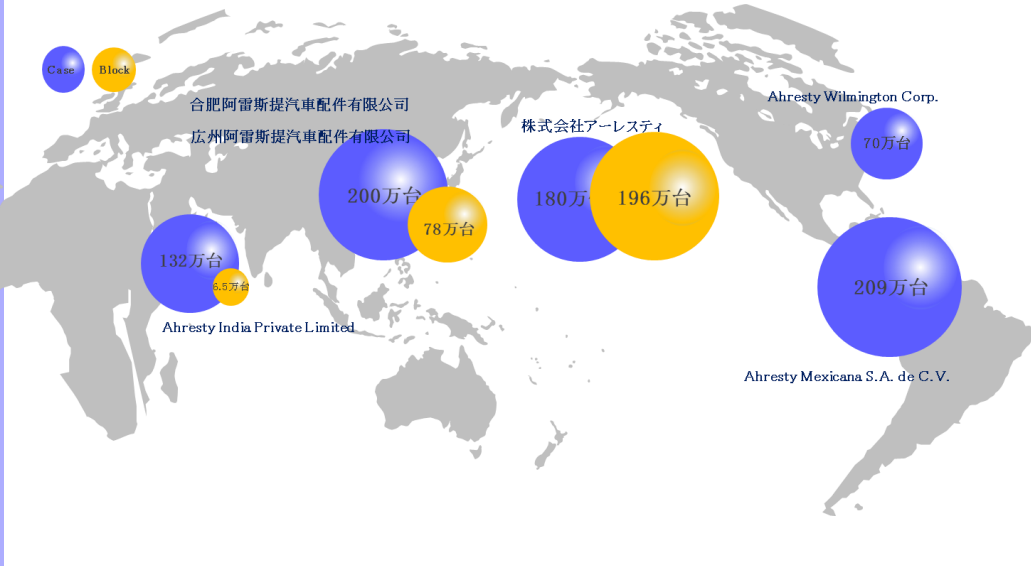 Case
Block
合肥阿雷斯提汽車配件有限公司
広州阿雷斯提汽車配件有限公司
200万台
78万台
株式会社アーレスティ
180万
196万台
Ahresty Wilmington Corp.
70万台
132万台
6.5万台
Ahresty India Private Limited
209万台
Ahresty Mexicana S.A. de C.V.